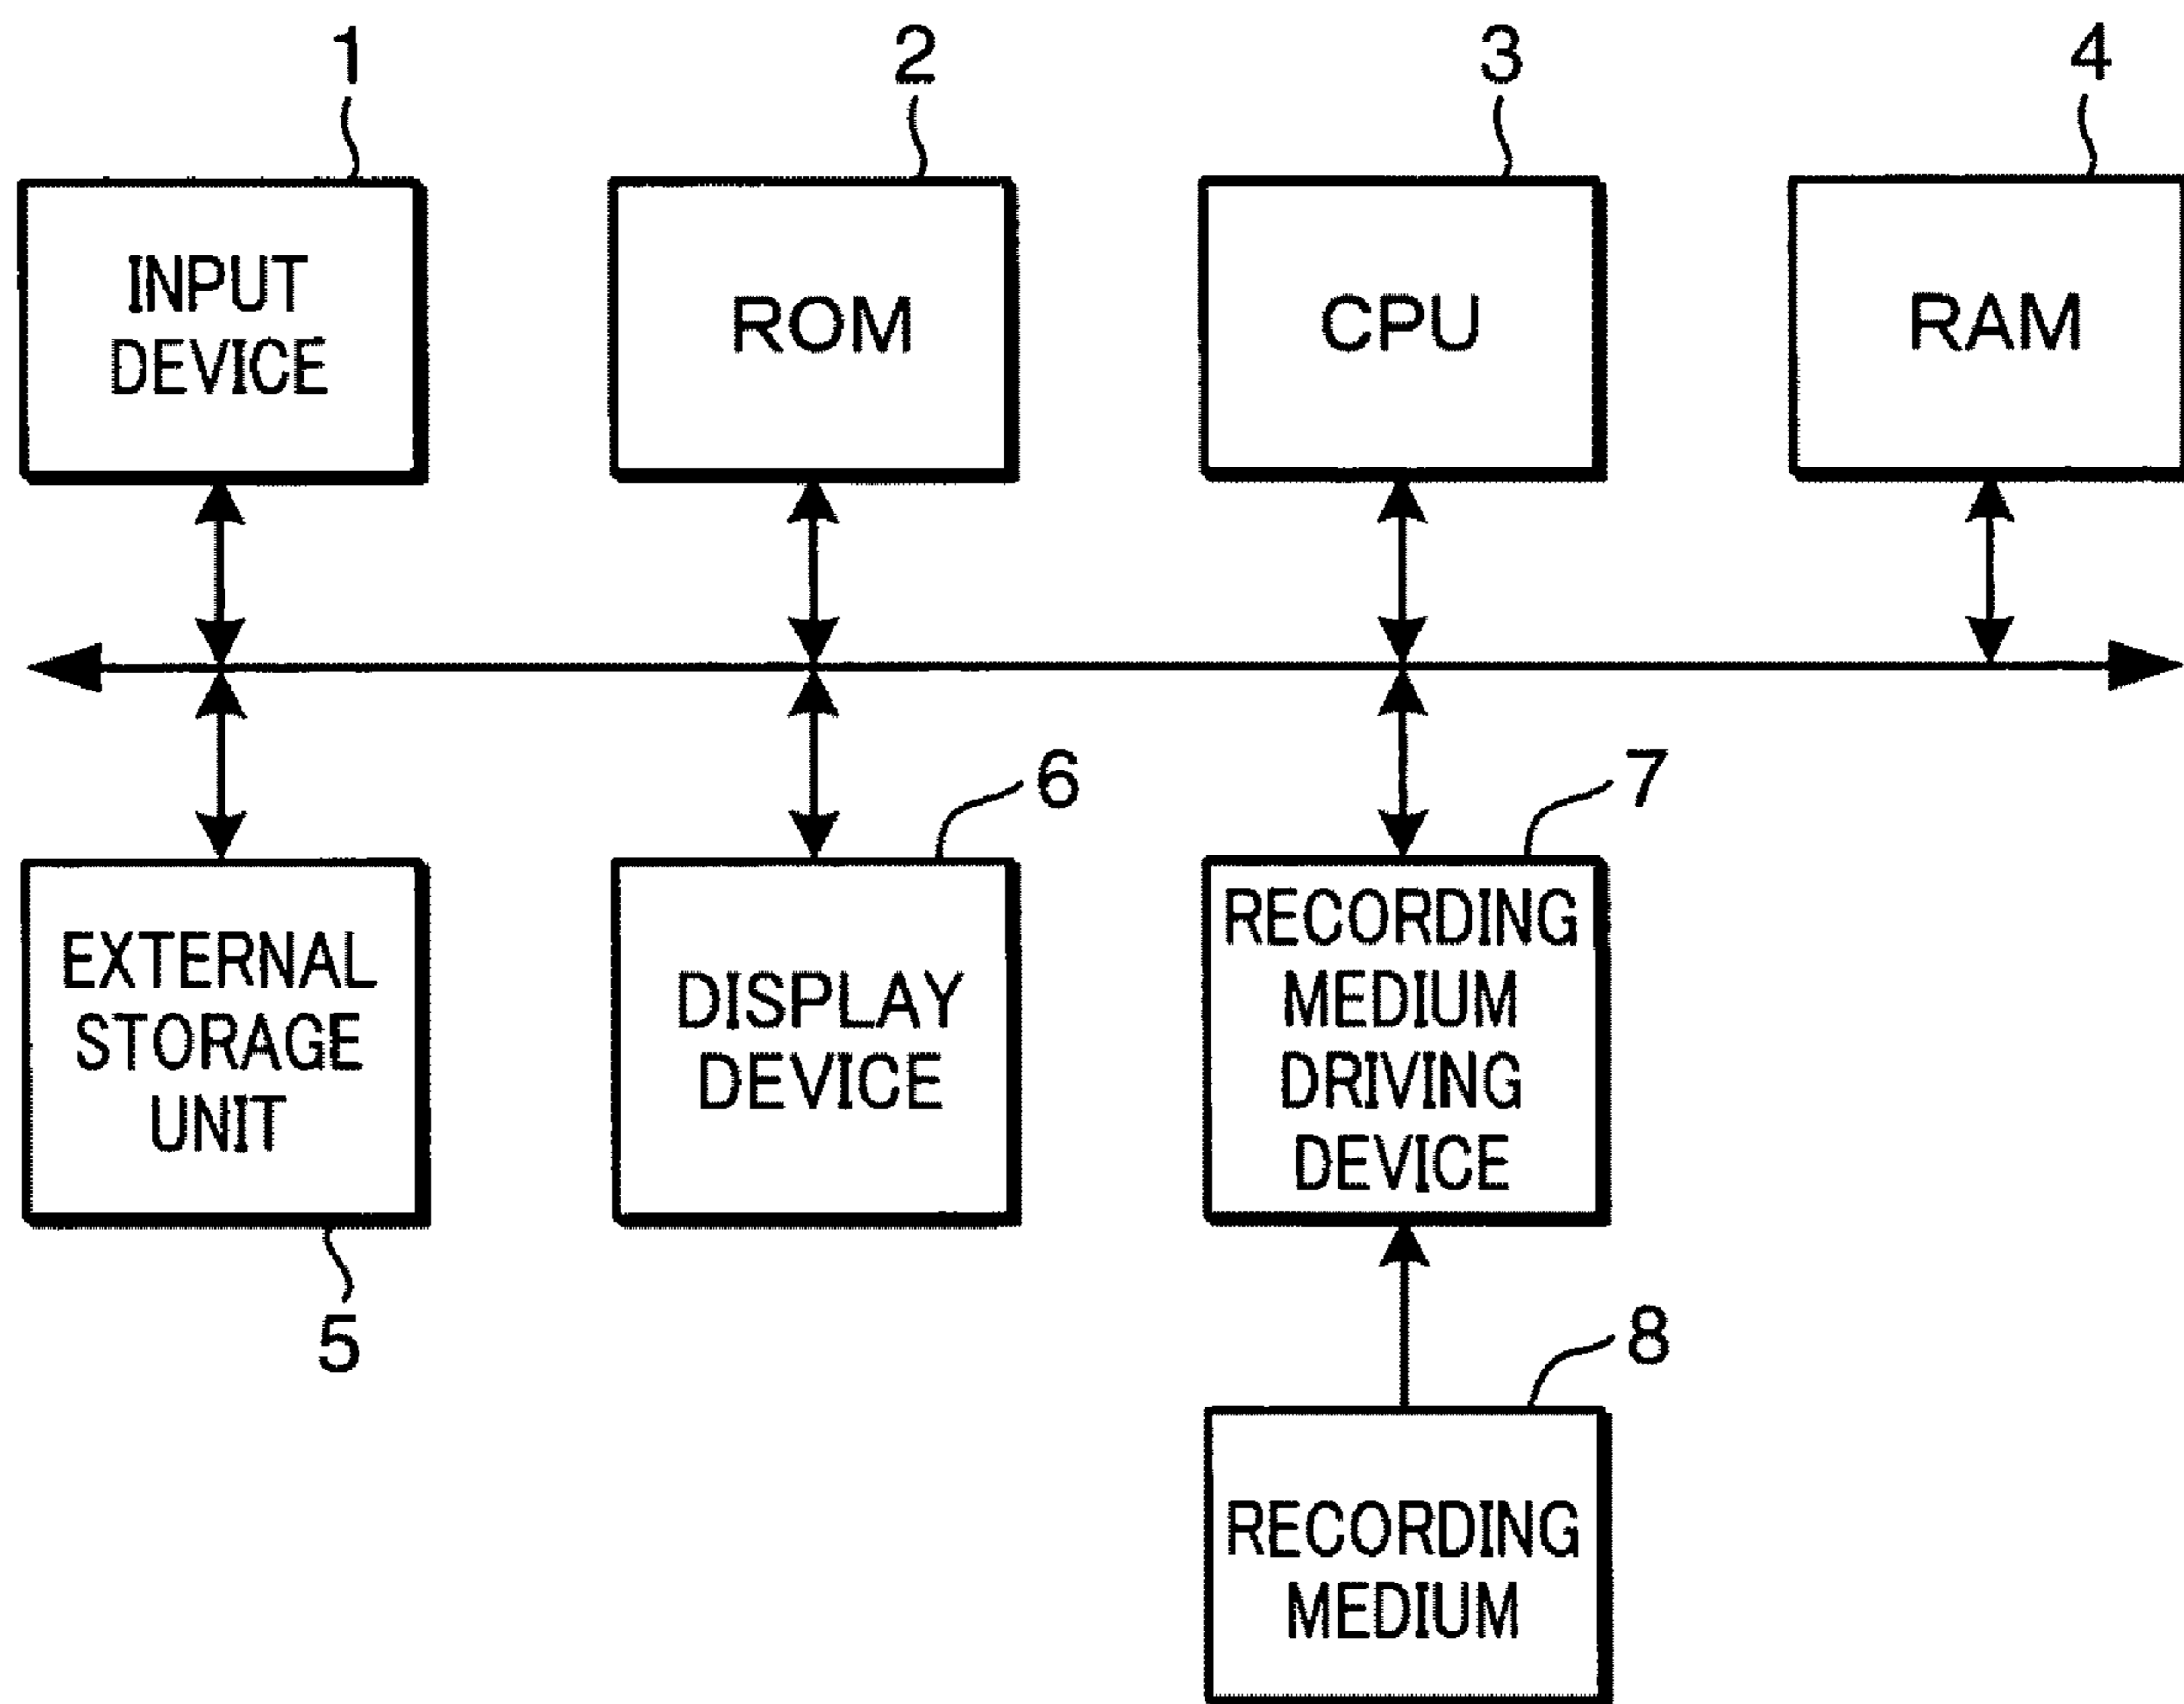 1
2
3
4
INPUT
DEVICE
ROM
CPU
RAM
6
7
EXTERNAL
STORAGE
UNIT
DISPLAY
DEVICE
RECORDING
MEDIUM
DRIVING
DEVICE
5
8
RECORDING
MEDIUM